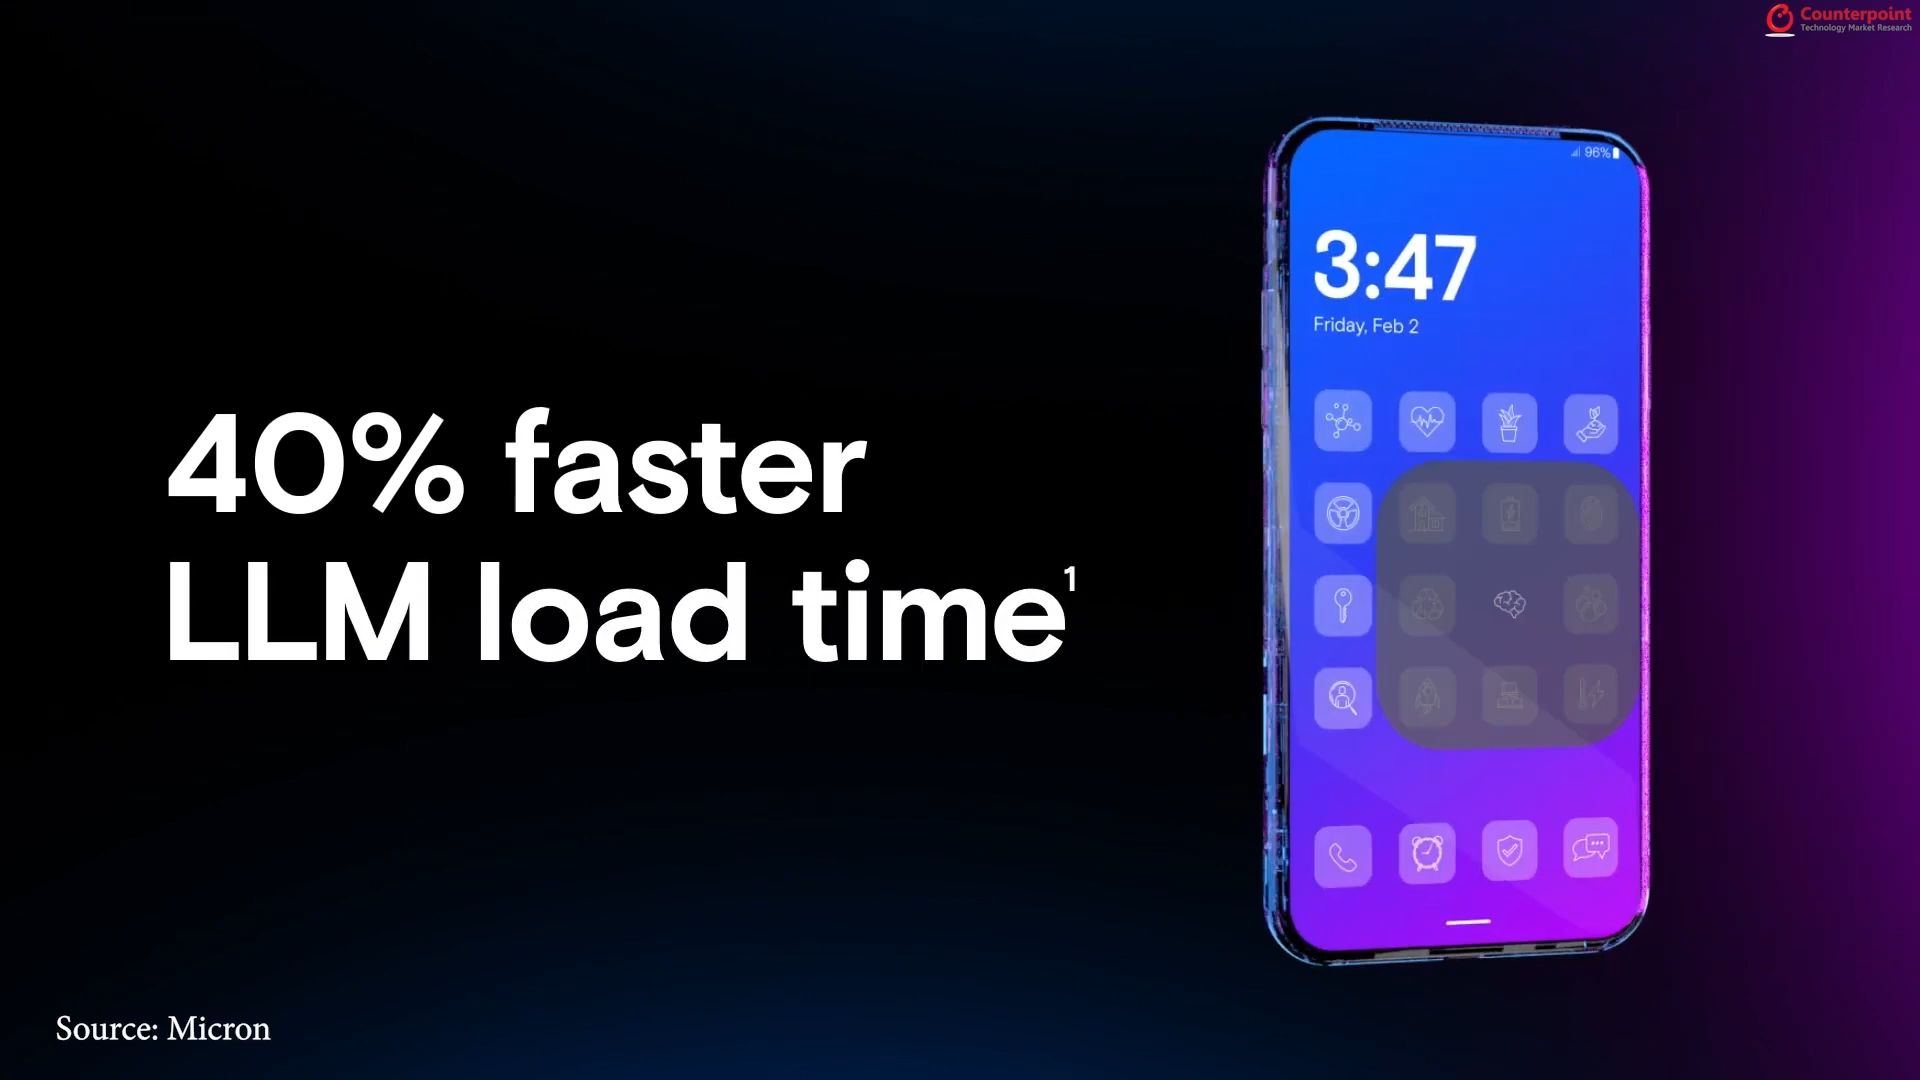 Counterpoint
Technology Market Research
96%
3:47
Friday, Feb 2
40% faster
LLM load time¹
Source: Micron